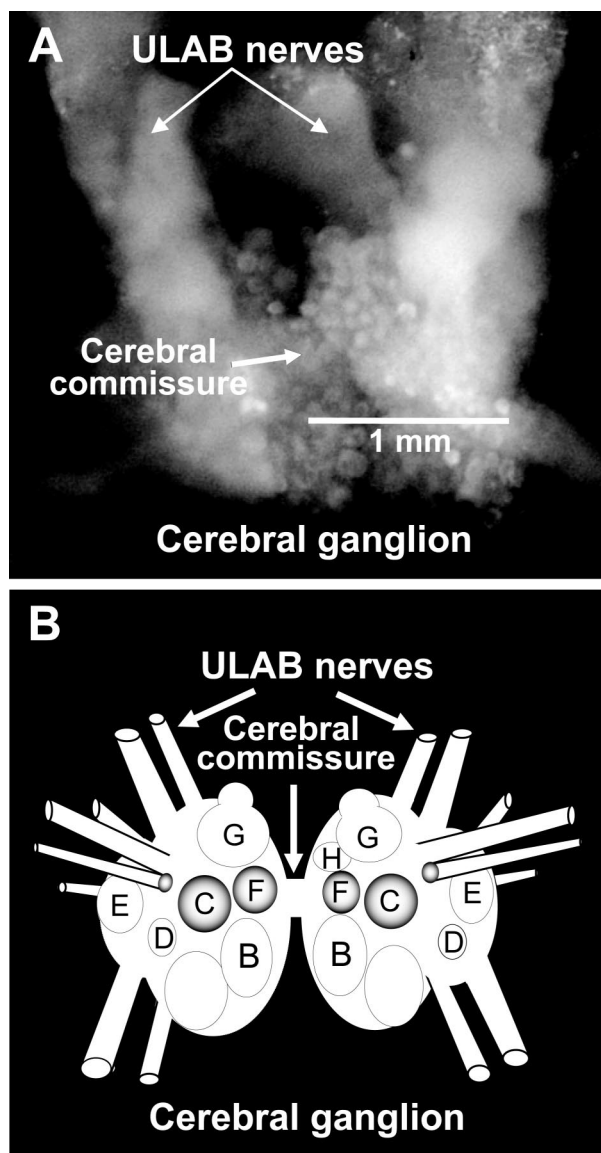 A
ULAB nerves
Cerebral
commissure
1 mm
Cerebral ganglion
B
ULAB nerves
Cerebral
commissure
G
G
H
E
C
F
F
C
E
D
B
B
D
Cerebral ganglion